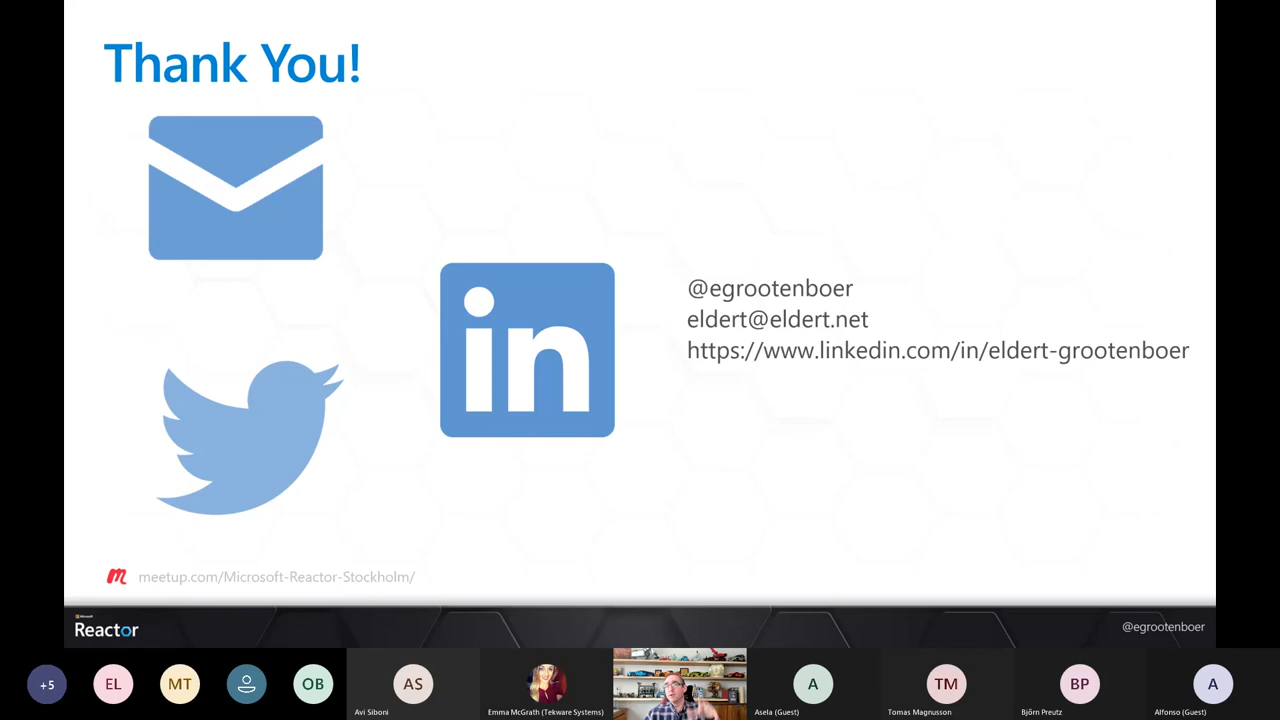 Thank You!
in
@egrootenboer
eldert@eldert.net
https://www.linkedin.com/in/eldert-grootenboer
meetup.com/Microsoft-Reactor-Stockholm/
Microsoft
Reactor
@egrootenboer
+5
EL
MT
OB
AS
A
TM
BP
A
Avi Siboni
Emma McGrath (Tekware Systems)
Asela (Guest)
Tomas Magnusson
Björn Preutz
Alfonso (Guest)